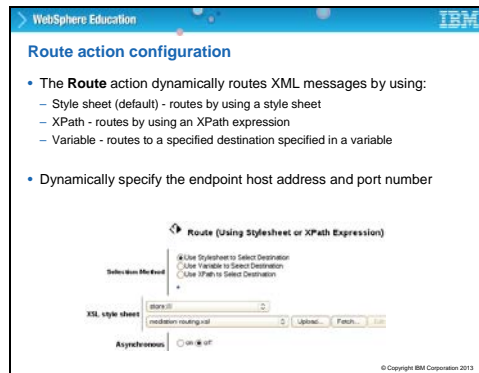 WebSphere Education
IBM
Route action configuration
• The Route action dynamically routes XML messages by using:
– Style sheet (default) - routes by using a style sheet
– XPath - routes by using an XPath expression
– Variable - routes to a specified destination specified in a variable
• Dynamically specify the endpoint host address and port number
Route (Using Stylesheet or XPath Expression)
Selection Method
Use Stylesheet to Select Destination
Use Variable to Select Destination
Use XPath to Select Destination
*
XSL style sheet
store:///
mediation routing.xsl
Upload...
Fetch...
Asynchronous
on
off
© Copyright IBM Corporation 2013